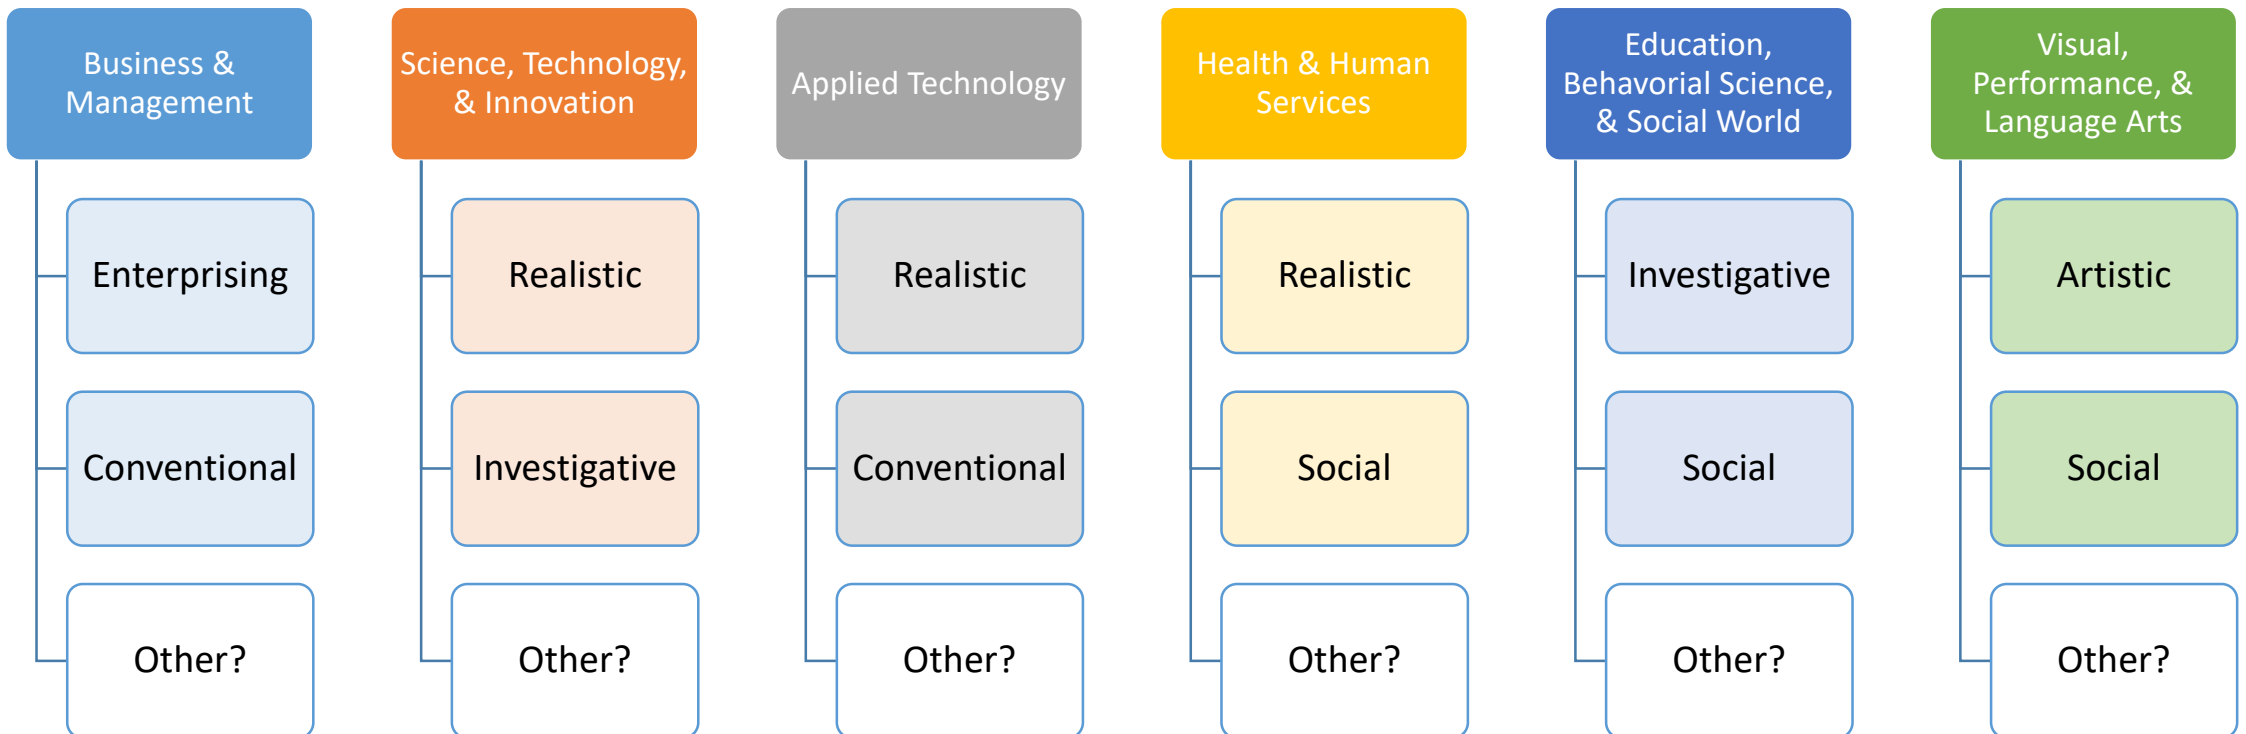 Business &
Management
Enterprising
Conventional
Other?
Science, Technology,
& Innovation
Realistic
Investigative
Other?
Applied Technology
Realistic
Conventional
Other?
Health & Human
Services
Realistic
Social
Other?
Education,
Behavorial Science,
& Social World
Investigative
Social
Other?
Visual,
Performance, &
Language Arts
Artistic
Social
Other?